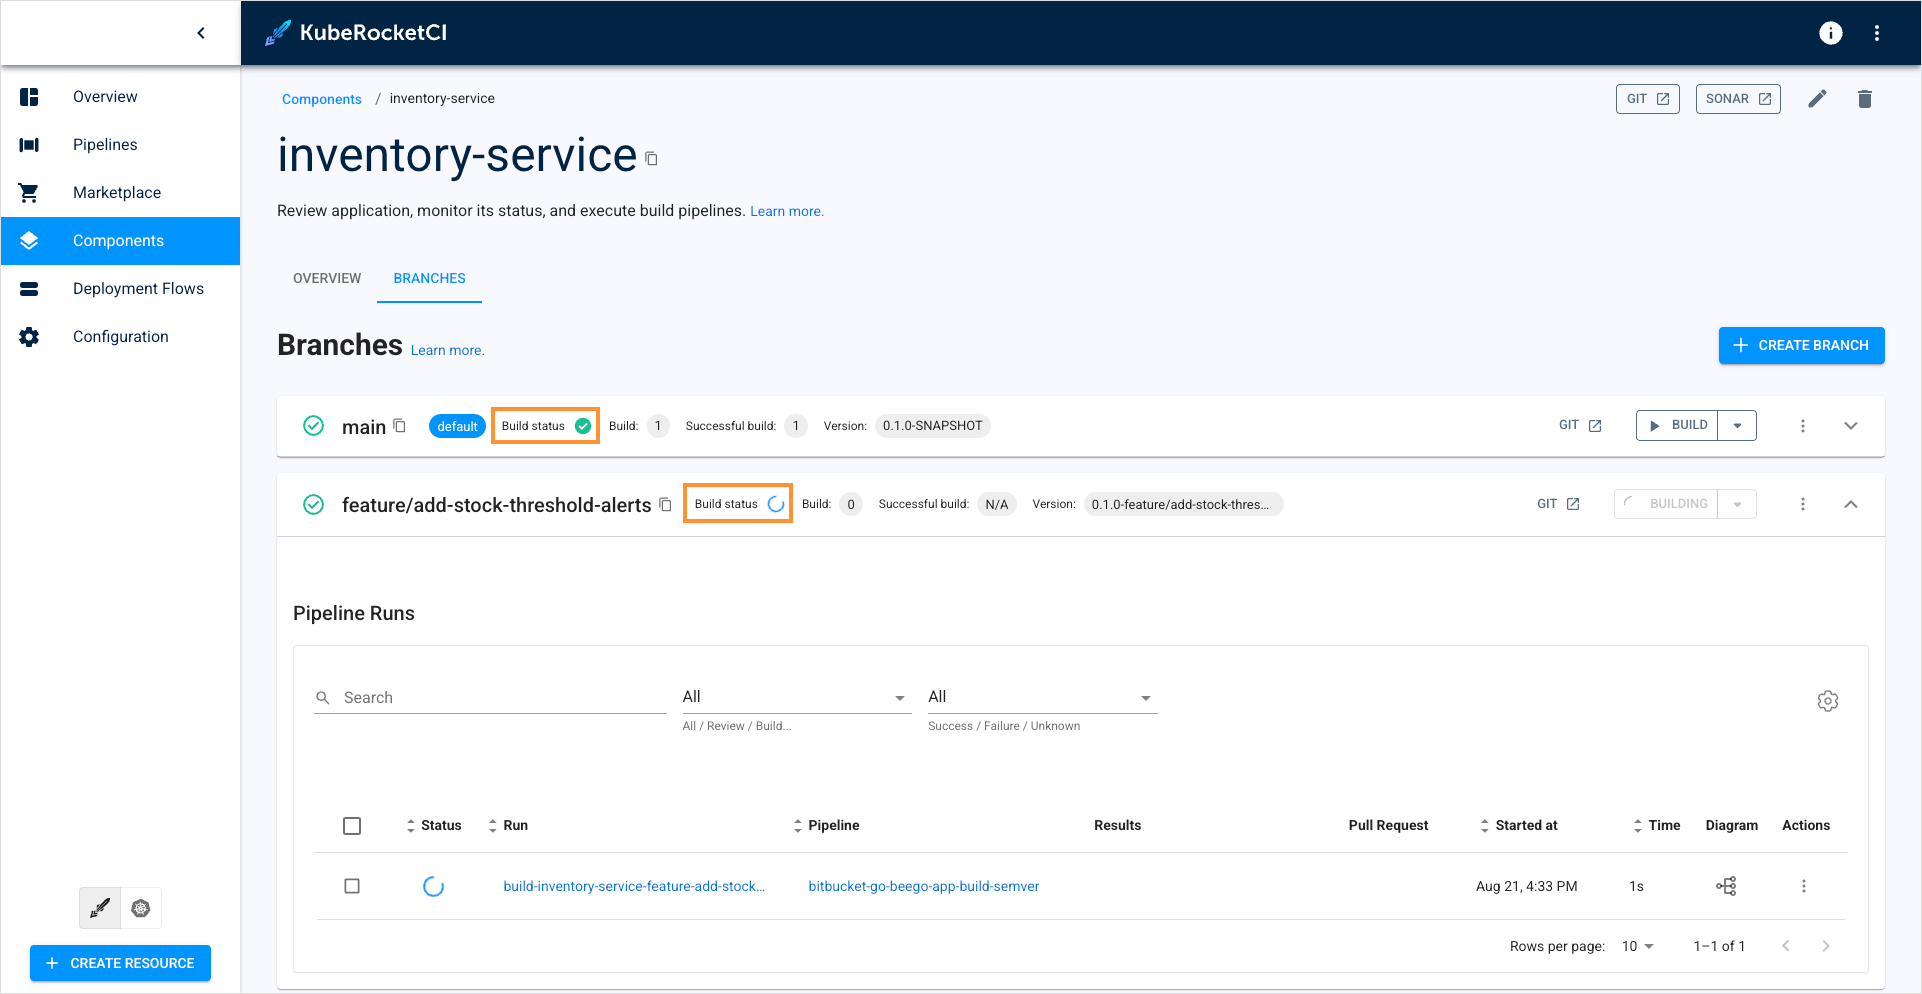 KubeRocketCI
Overview
Pipelines
Marketplace
Components
Deployment Flows
Configuration
CREATE RESOURCE
Components / inventory-service
GIT
SONAR
inventory-service
Review application, monitor its status, and execute build pipelines. Learn more.
OVERVIEW
BRANCHES
Branches Learn more.
CREATE BRANCH
main default Build status Build: 1 Successful build: 1 Version: 0.1.0-SNAPSHOT GIT BUILD
feature/add-stock-threshold-alerts Build status Build: 0 Successful build: N/A Version: 0.1.0-feature/add-stock-thres... GIT BUILDING
Pipeline Runs
Search All All
All / Review / Build... Success / Failure / Unknown
Status Run Pipeline Results Pull Request Started at Time Diagram Actions
build-inventory-service-feature-add-stock... bitbucket-go-beego-app-build-semver Aug 21, 4:33 PM 1s
Rows per page: 10 1–1 of 1